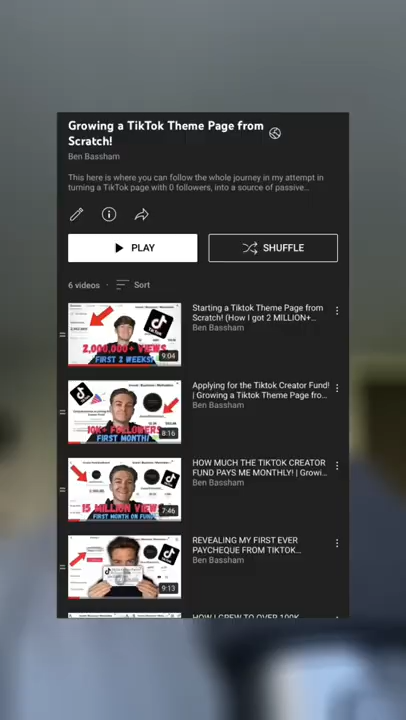 Growing a TikTok Theme Page from
Scratch!
Ben Bassham
This here is where you can follow the whole journey in my attempt in
turning a TikTok page with 0 followers, into a source of passive...
PLAY
SHUFFLE
6 videos · Sort
2,000,000+ VIEWS
FIRST 2 WEEKS!
9:04
Starting a Tiktok Theme Page from
Scratch! (How I got 2 MILLION+...
Ben Bassham
10K+ FOLLOWERS
FIRST MONTH!
8:16
Applying for the Tiktok Creator Fund!
| Growing a Tiktok Theme Page fro...
Ben Bassham
15 MILLION VIEWS
FIRST MONTH ON FUND
7:46
HOW MUCH THE TIKTOK CREATOR
FUND PAYS ME MONTHLY! | Growi...
Ben Bassham
9:13
REVEALING MY FIRST EVER
PAYCHEQUE FROM TIKTOK...
Ben Bassham
HOW I GREW TO OVER 100K